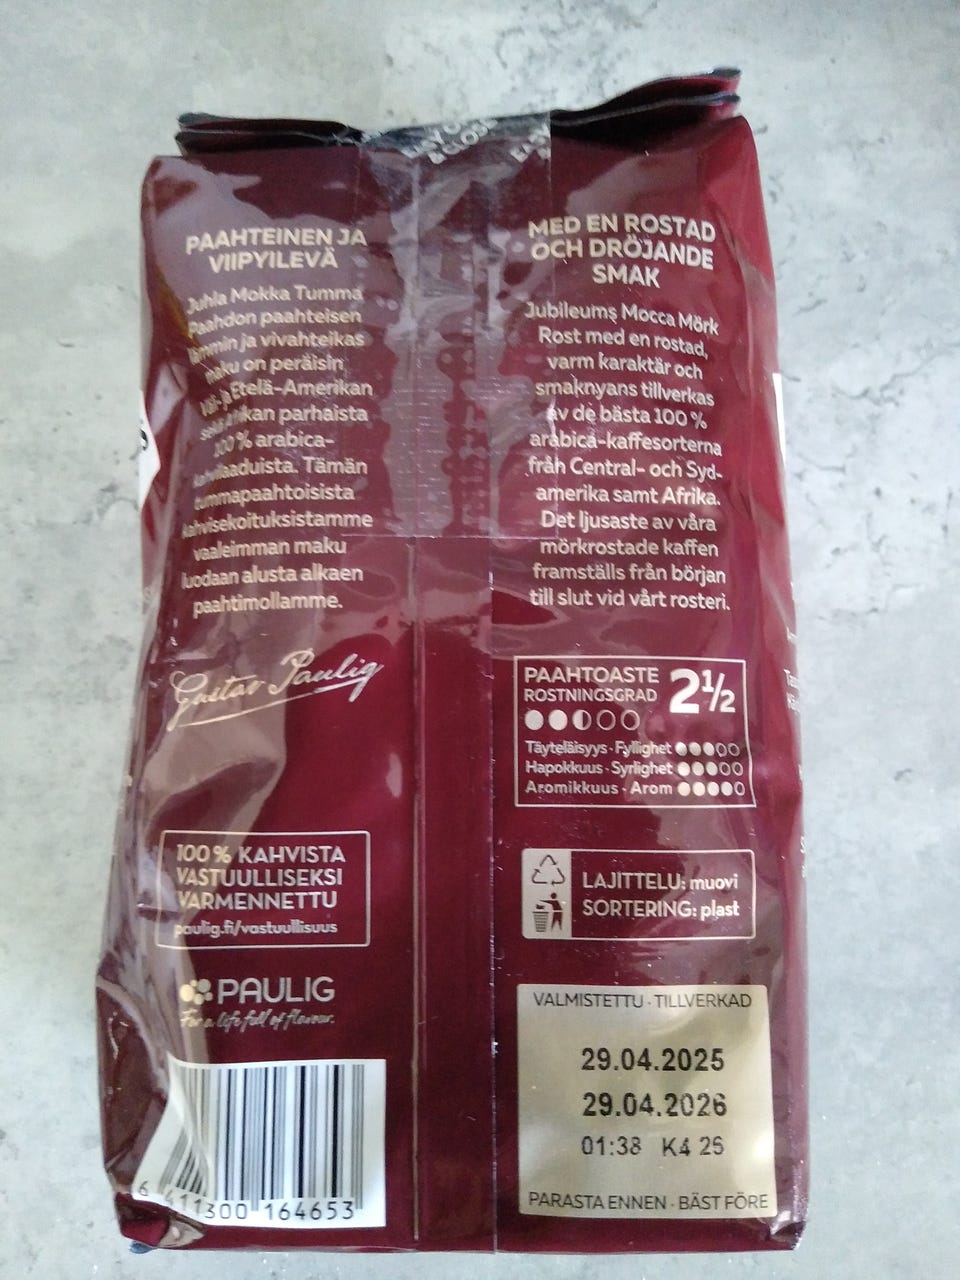 PAAHTEINEN JA
VIIPYILEVÄ
Juhla Mokka Tumma
Paahdon paahteisen
lämmin ja vivahteikas
maku on peräisin
Väli- ja Etelä-Amerikan
sekä Afrikan parhaista
100 % arabica-
kahvilaaduista. Tämän
tummapaahtoisista
kahvisekoituksistamme
vaaleimman maku
luodaan alusta alkaen
paahtimollamme.
Gustav Paulig
100 % KAHVISTA
VASTUULLISEKSI
VARMENNETTU
paulig.fi/vastuullisuus
PAULIG
For a life full of flavour.
6 411300 164653
MED EN ROSTAD
OCH DRÖJANDE
SMAK
Jubileums Mocca Mörk
Rost med en rostad,
varm karaktär och
smaknyans tillverkas
av de bästa 100 %
arabica-kaffesorterna
från Central- och Syd-
amerika samt Afrika.
Det ljusaste av våra
mörkrostade kaffen
framställs från början
till slut vid vårt rosteri.
PAAHTOASTE
ROSTNINGSGRAD
2½
Täyteläisyys · Fyllighet
Hapokkuus · Syrlighet
Aromikkuus · Arom
LAJITTELU: muovi
SORTERING: plast
VALMISTETTU · TILLVERKAD
29.04.2025
29.04.2026
01:38 K4 25
PARASTA ENNEN · BÄST FÖRE